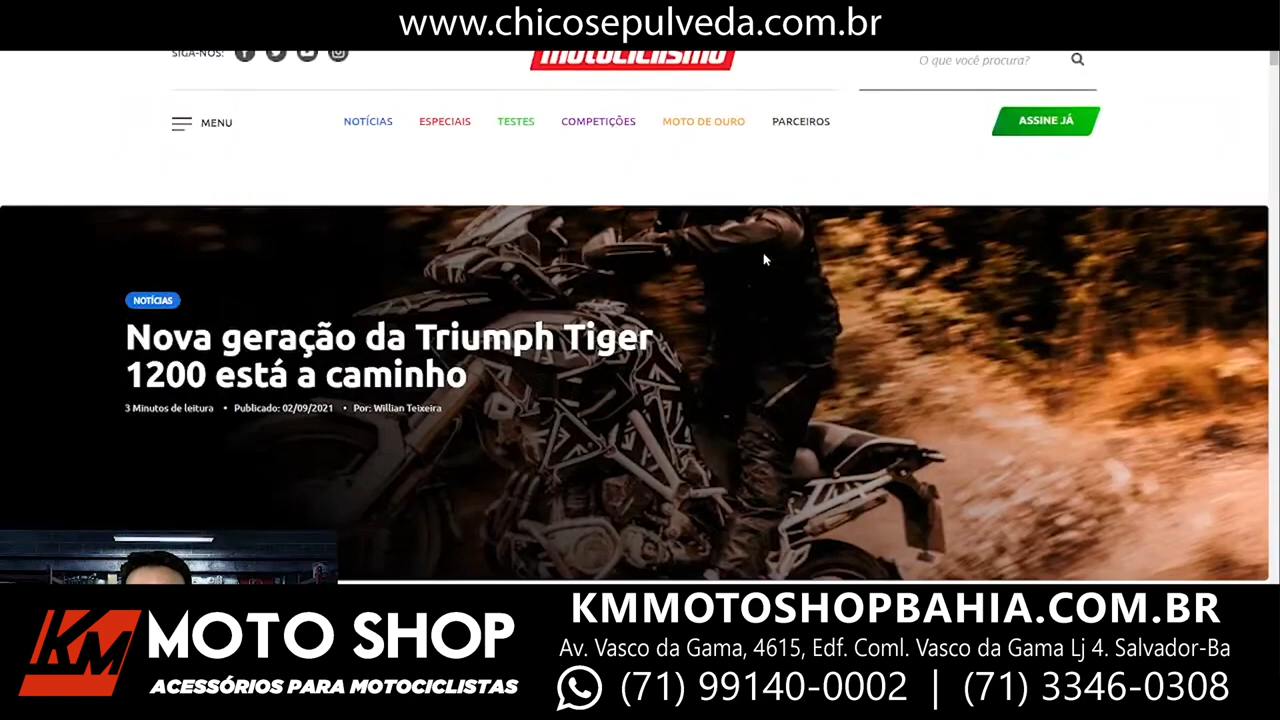 www.chicosepulveda.com.br
SIGA-NOS:
motociclismo
O que você procura?
MENU
NOTÍCIAS
ESPECIAIS
TESTES
COMPETIÇÕES
MOTO DE OURO
PARCEIROS
ASSINE JÁ
NOTÍCIAS
Nova geração da Triumph Tiger
1200 está a caminho
3 Minutos de leitura • Publicado: 02/09/2021 • Por: Willian Teixeira
KM MOTO SHOP
ACESSÓRIOS PARA MOTOCICLISTAS
KMMOTOSHOPBAHIA.COM.BR
Av. Vasco da Gama, 4615, Edf. Coml. Vasco da Gama Lj 4. Salvador-Ba
(71) 99140-0002 | (71) 3346-0308